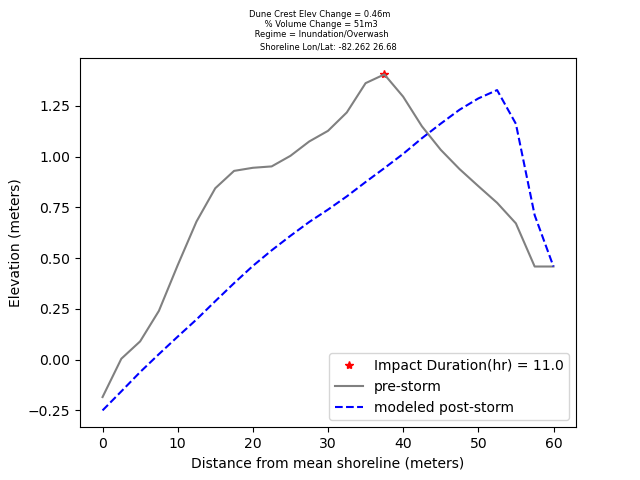 Dune Crest Elev Change = 0.46m
% Volume Change = 51m3
Regime = Inundation/Overwash
Shoreline Lon/Lat: -82.262 26.68
1.25
1.00
0.75
0.50
0.25
0.00
−0.25
Elevation (meters)
Impact Duration(hr) = 11.0
pre-storm
modeled post-storm
0 10 20 30 40 50 60
Distance from mean shoreline (meters)